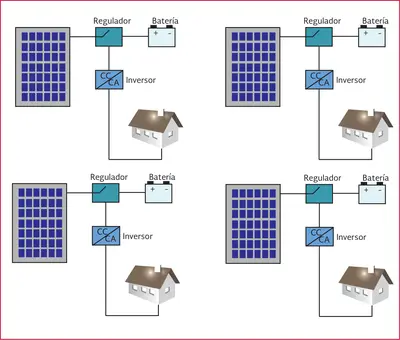 Regulador Batería
+ -
CC
CA
Inversor
Regulador Batería
+ -
CC
CA
Inversor
Regulador Batería
+ -
CC
CA
Inversor
Regulador Batería
+ -
CC
CA
Inversor